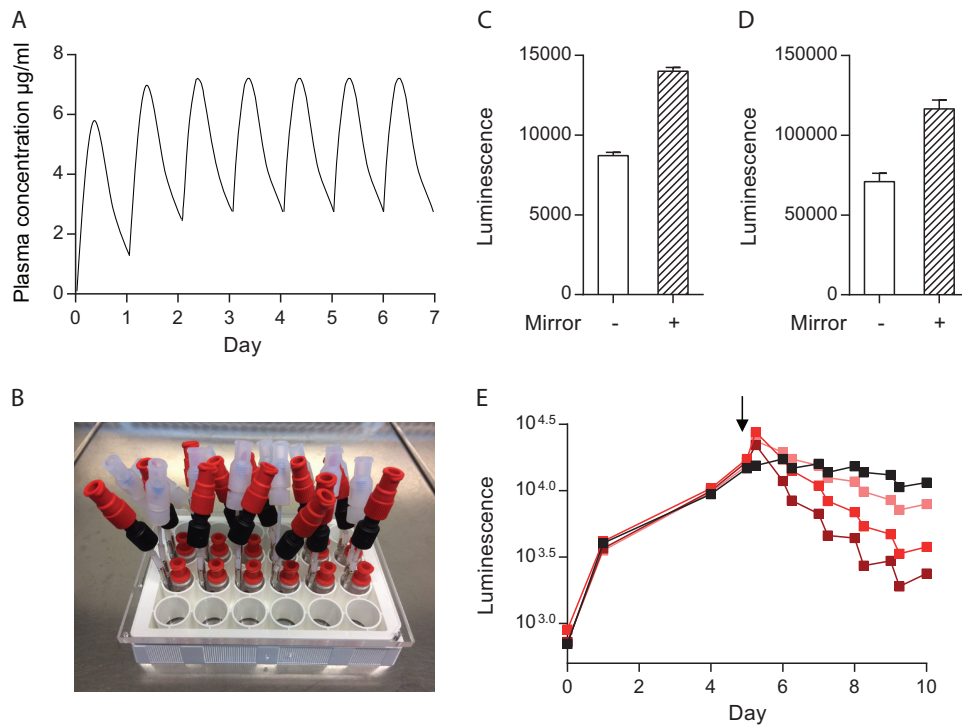 A
Plasma concentration µg/ml
8
6
4
2
0
0 1 2 3 4 5 6 7
Day
B
C
Luminescence
15000
10000
5000
0
Mirror - +
D
Luminescence
150000
100000
50000
0
Mirror - +
E
Luminescence
10^4.5
10^4.0
10^3.5
10^3.0
0 2 4 6 8 10
Day